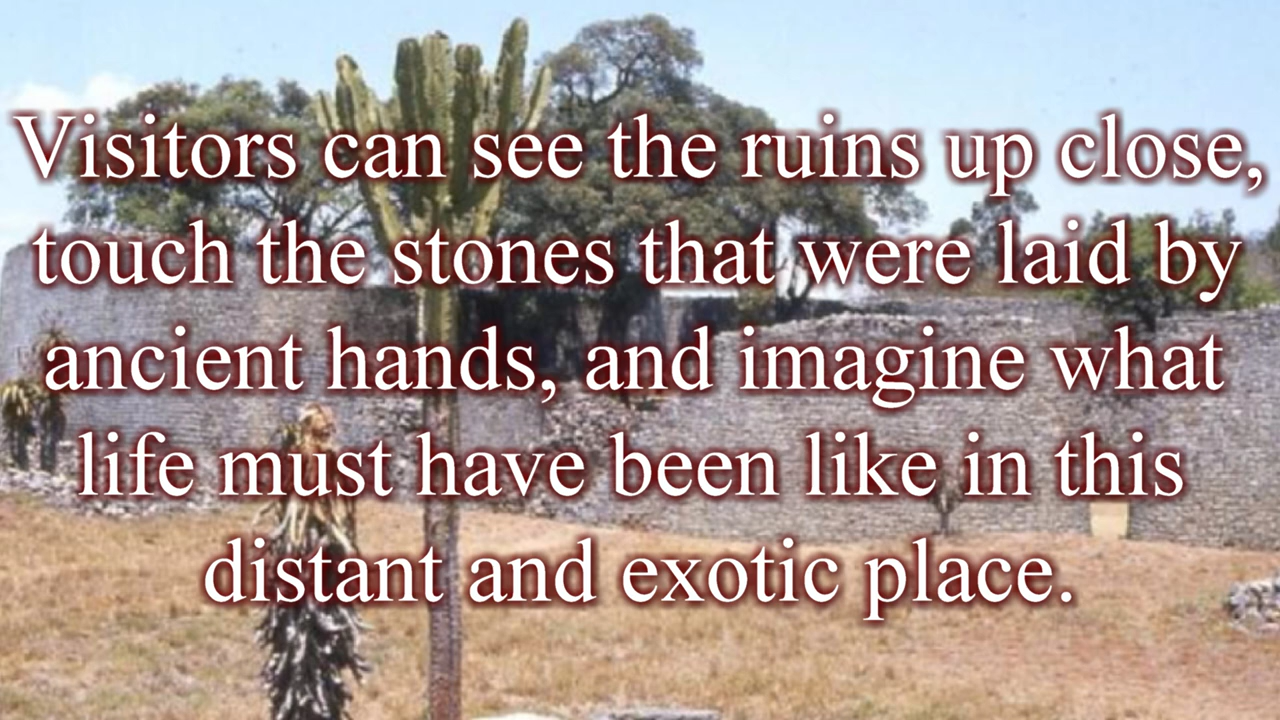 Visitors can see the ruins up close,
touch the stones that were laid by
ancient hands, and imagine what
life must have been like in this
distant and exotic place.